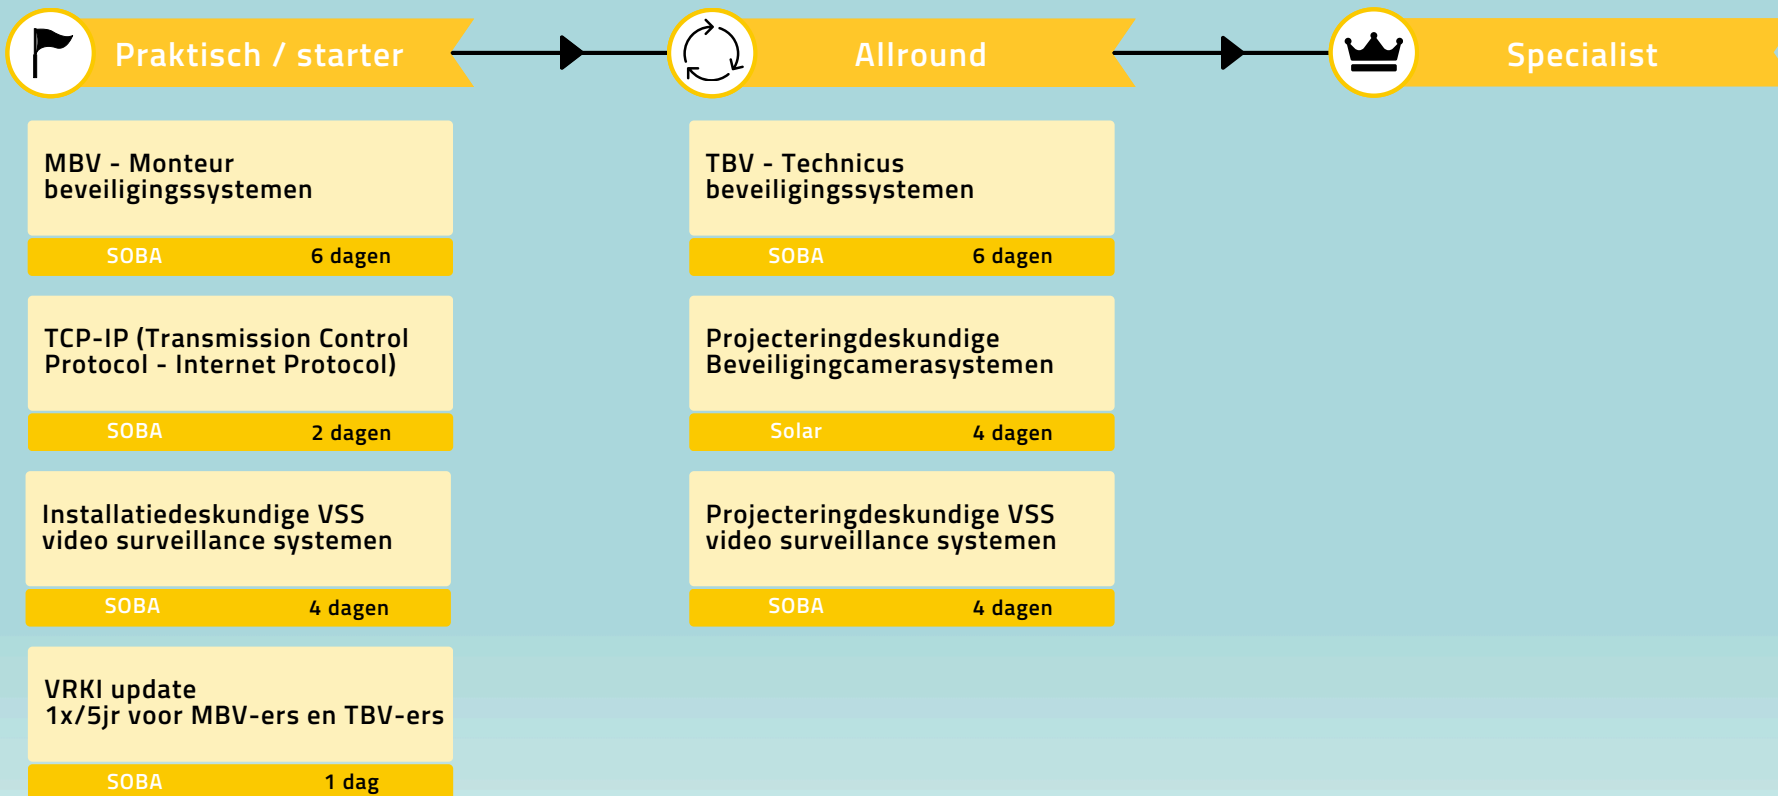 Praktisch / starter
Allround
Specialist
MBV - Monteur
beveiligingssystemen
SOBA 6 dagen
TCP-IP (Transmission Control
Protocol - Internet Protocol)
SOBA 2 dagen
Installatiedeskundige VSS
video surveillance systemen
SOBA 4 dagen
VRKI update
1x/5jr voor MBV-ers en TBV-ers
SOBA 1 dag
TBV - Technicus
beveiligingssystemen
SOBA 6 dagen
Projecteringdeskundige
Beveiligingcamerasystemen
Solar 4 dagen
Projecteringdeskundige VSS
video surveillance systemen
SOBA 4 dagen